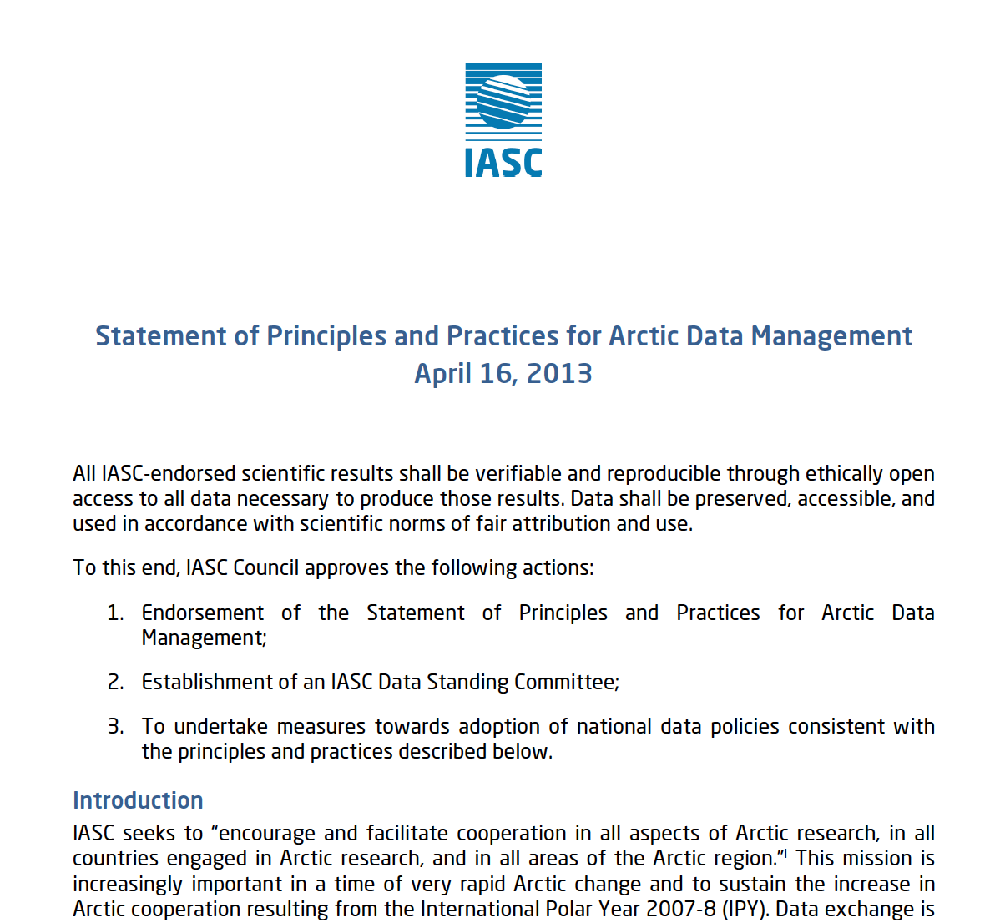 IASC
Statement of Principles and Practices for Arctic Data Management
April 16, 2013
All IASC-endorsed scientific results shall be verifiable and reproducible through ethically open
access to all data necessary to produce those results. Data shall be preserved, accessible, and
used in accordance with scientific norms of fair attribution and use.
To this end, IASC Council approves the following actions:
1. Endorsement of the Statement of Principles and Practices for Arctic Data
Management;
2. Establishment of an IASC Data Standing Committee;
3. To undertake measures towards adoption of national data policies consistent with
the principles and practices described below.
Introduction
IASC seeks to “encourage and facilitate cooperation in all aspects of Arctic research, in all
countries engaged in Arctic research, and in all areas of the Arctic region.”I This mission is
increasingly important in a time of very rapid Arctic change and to sustain the increase in
Arctic cooperation resulting from the International Polar Year 2007-8 (IPY). Data exchange is